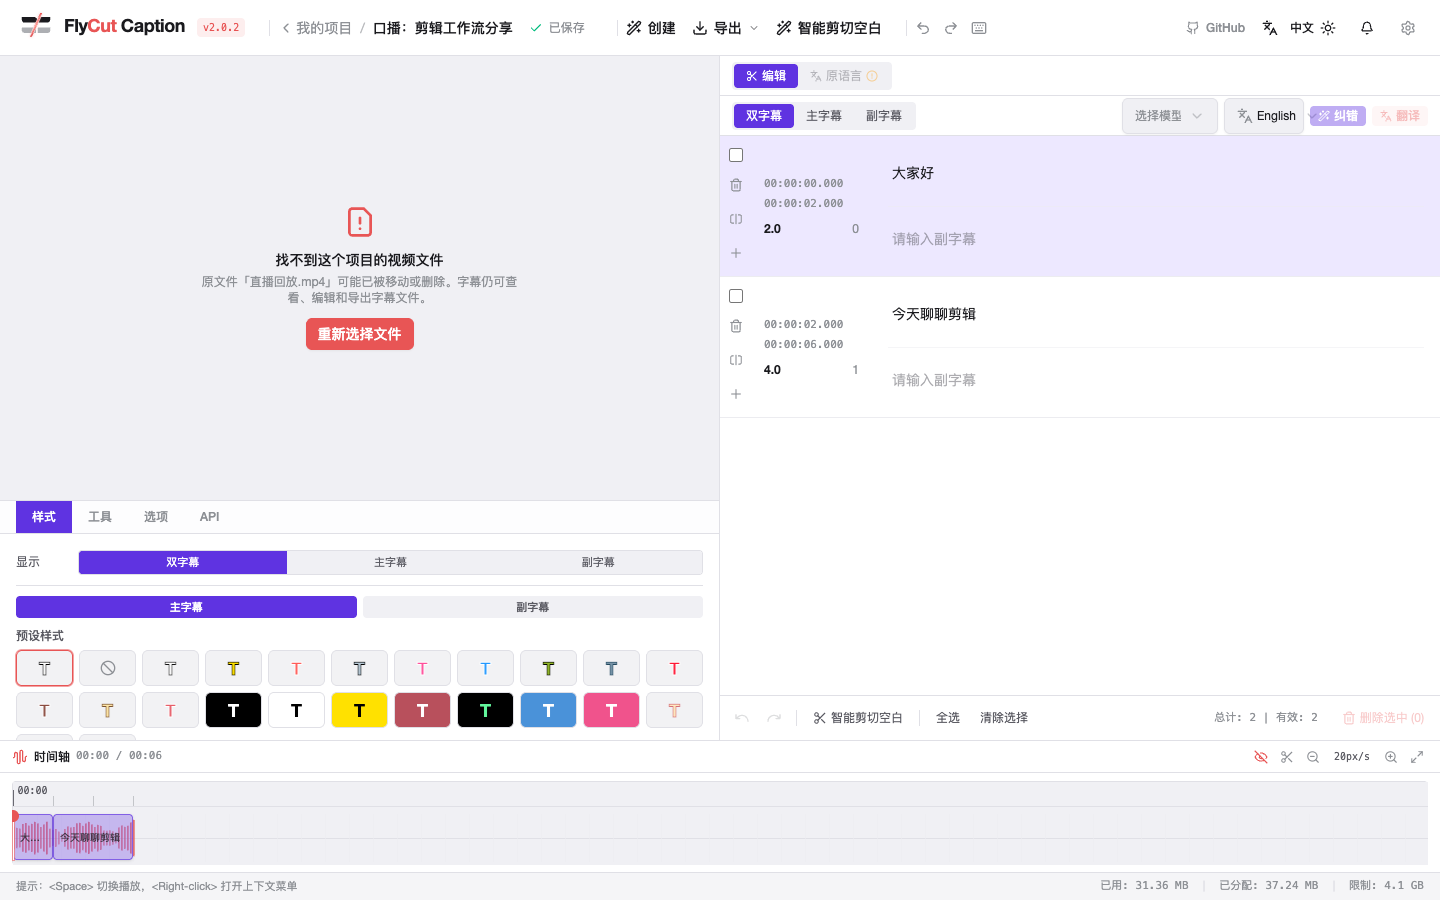 FlyCut Caption v2.0.2 我的项目 / 口播：剪辑工作流分享 已保存 创建 导出 智能剪切空白 GitHub 中文
编辑 原语言
双字幕 主字幕 副字幕 选择模型 English 纠错 翻译
大家好
00:00:00.000
00:00:02.000
2.0 0
请输入副字幕
今天聊聊剪辑
00:00:02.000
00:00:06.000
4.0 1
请输入副字幕
找不到这个项目的视频文件
原文件「直播回放.mp4」可能已被移动或删除。字幕仍可查
看、编辑和导出字幕文件。
重新选择文件
样式 工具 选项 API
显示 双字幕 主字幕 副字幕
主字幕 副字幕
预设样式
T T T T T T T T T T
T T T T T T T T T T T
智能剪切空白 全选 清除选择 总计: 2 | 有效: 2 删除选中 (0)
时间轴 00:00 / 00:06 20px/s
00:00
大... 今天聊聊剪辑
提示：<Space> 切换播放，<Right-click> 打开上下文菜单 已用: 31.36 MB 已分配: 37.24 MB 限制: 4.1 GB